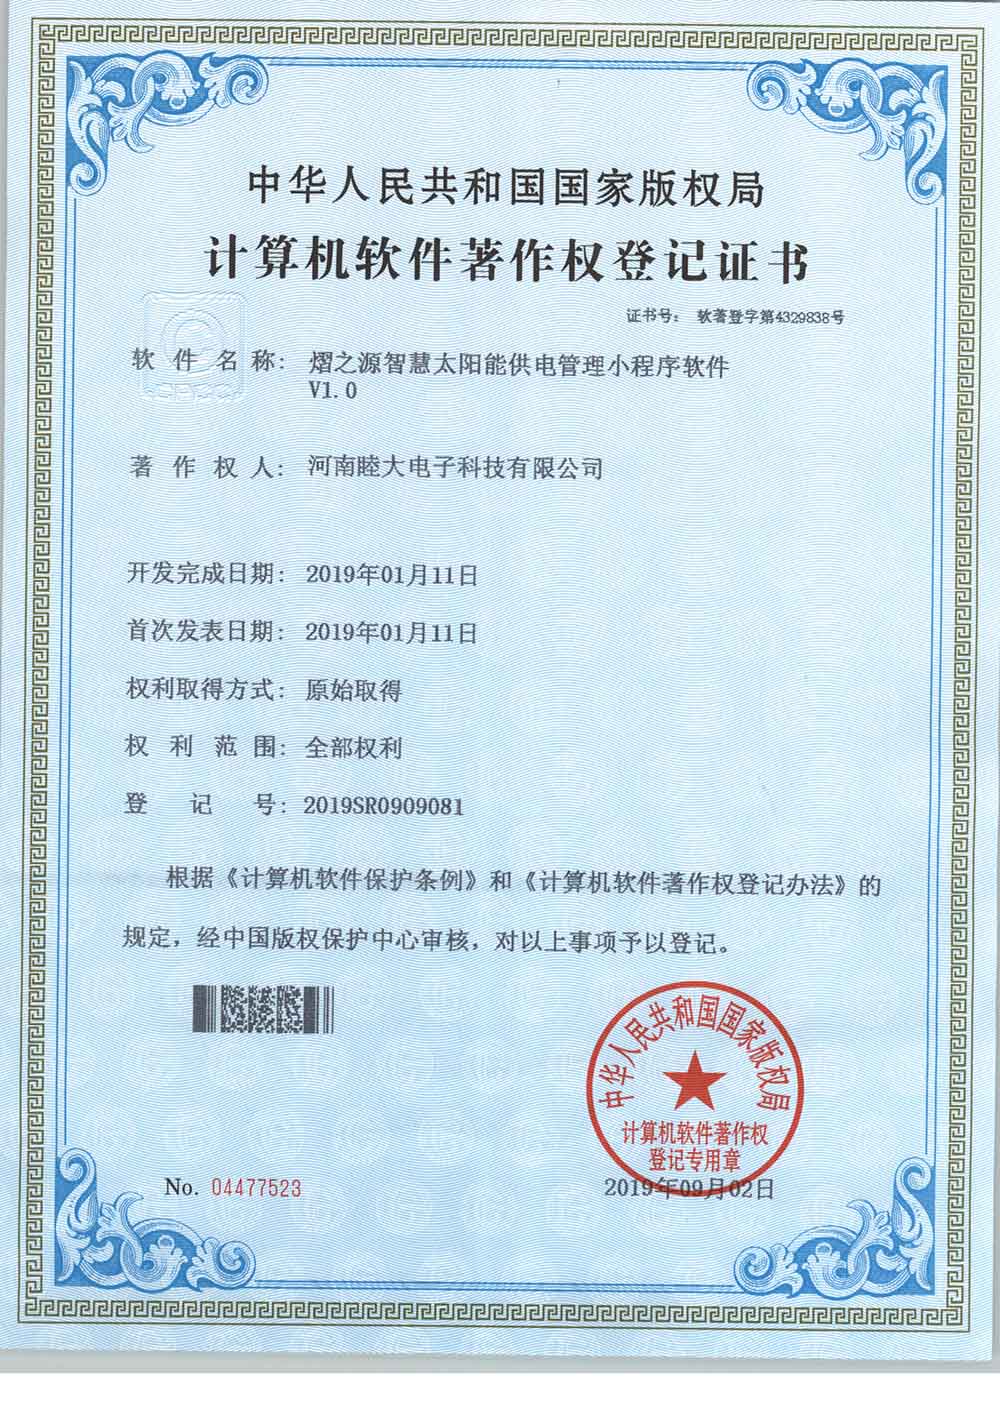 中华人民共和国国家版权局
计算机软件著作权登记证书
证书号： 软著登字第4329838号
软件名称： 熠之源智慧太阳能供电管理小程序软件
V1.0
著作权人： 河南睦大电子科技有限公司
开发完成日期： 2019年01月11日
首次发表日期： 2019年01月11日
权利取得方式： 原始取得
权利范围： 全部权利
登记号： 2019SR0909081
根据《计算机软件保护条例》和《计算机软件著作权登记办法》的
规定，经中国版权保护中心审核，对以上事项予以登记。
中华人民共和国国家版权局
计算机软件著作权
登记专用章
No. 04477523
2019年09月02日